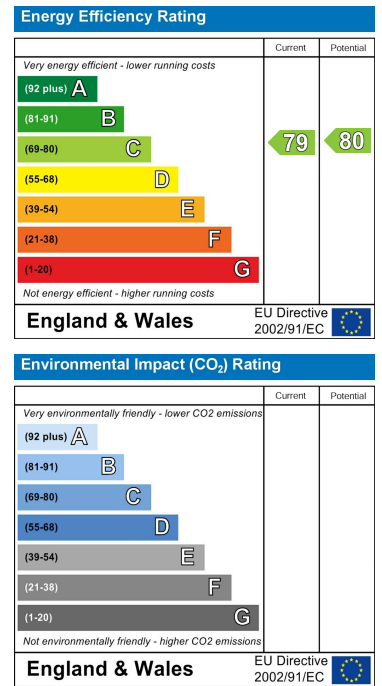 Energy Efficiency Rating
Current Potential
Very energy efficient - lower running costs
(92 plus) A
(81-91) B
(69-80) C
(55-68) D
(39-54) E
(21-38) F
(1-20) G
79 80
Not energy efficient - higher running costs
England & Wales
EU Directive
2002/91/EC
Environmental Impact (CO₂) Rating
Current Potential
Very environmentally friendly - lower CO2 emissions
(92 plus) A
(81-91) B
(69-80) C
(55-68) D
(39-54) E
(21-38) F
(1-20) G
Not environmentally friendly - higher CO2 emissions
England & Wales
EU Directive
2002/91/EC